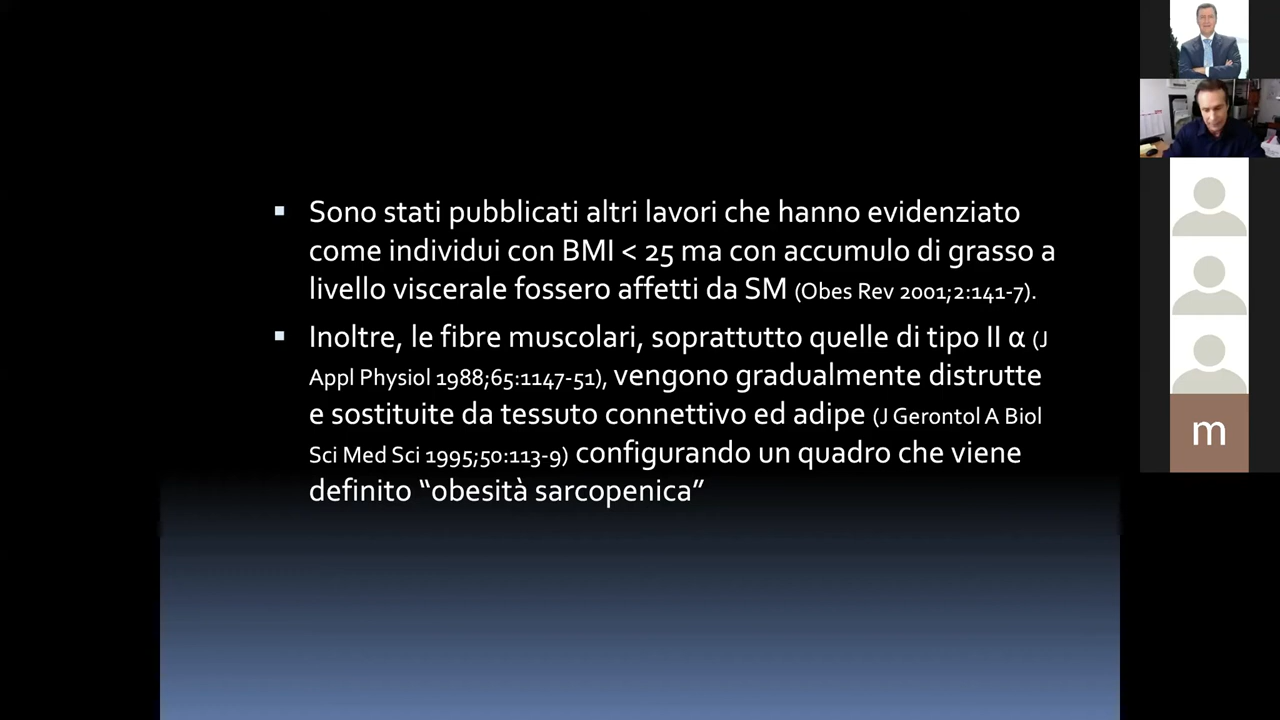 Sono stati pubblicati altri lavori che hanno evidenziato
come individui con BMI < 25 ma con accumulo di grasso a
livello viscerale fossero affetti da SM (Obes Rev 2001;2:141-7).
Inoltre, le fibre muscolari, soprattutto quelle di tipo II α (J
Appl Physiol 1988;65:1147-51), vengono gradualmente distrutte
e sostituite da tessuto connettivo ed adipe (J Gerontol A Biol
Sci Med Sci 1995;50:113-9) configurando un quadro che viene
definito “obesità sarcopenica”
m